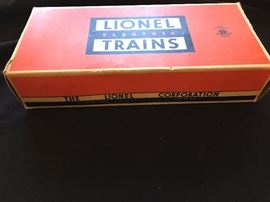 LIONEL
ELECTRIC
TRAINS
THE LIONEL CORPORATION